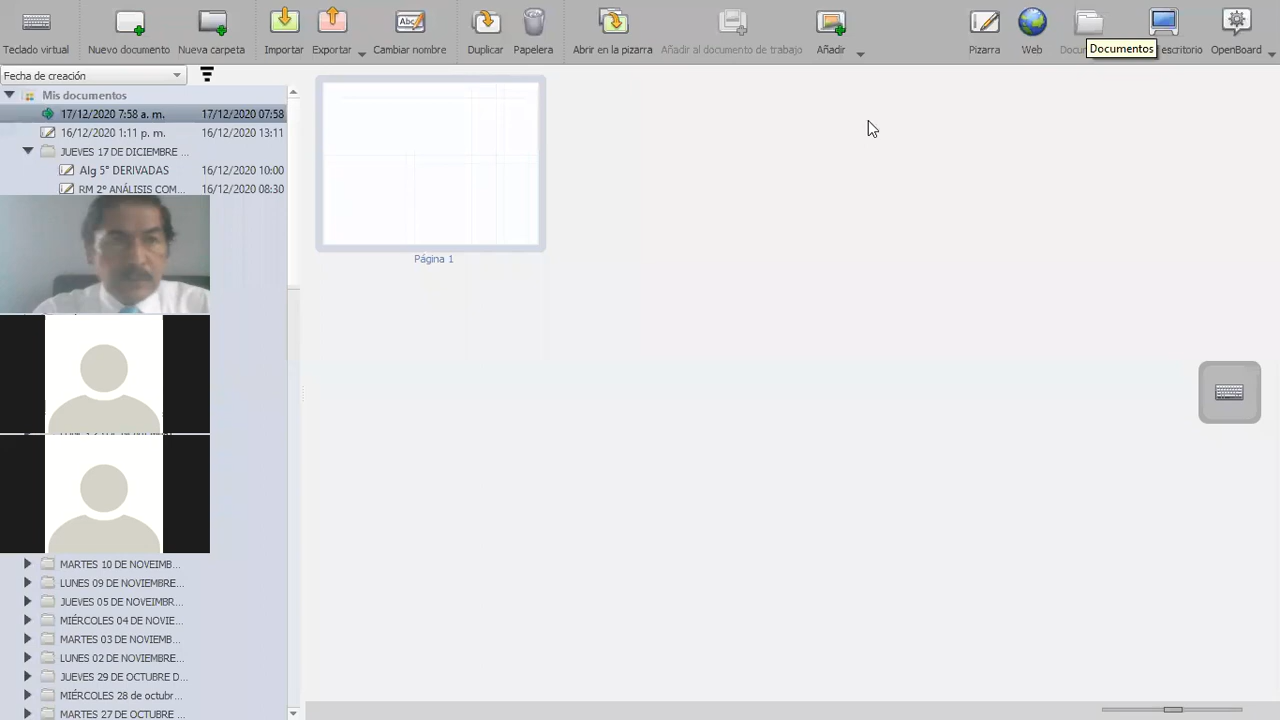 Teclado virtual
Nuevo documento
Nueva carpeta
Importar
Exportar
Abc
Cambiar nombre
Duplicar
Papelera
Abrir en la pizarra
Añadir al documento de trabajo
Añadir
Pizarra
Web
Docu
Documentos
escritorio
OpenBoard
Fecha de creación
Mis documentos
17/12/2020 7:58 a. m. 17/12/2020 07:58
16/12/2020 1:11 p. m. 16/12/2020 13:11
JUEVES 17 DE DICIEMBRE ...
Alg 5° DERIVADAS 16/12/2020 10:00
RM 2º ANÁLISIS COM... 16/12/2020 08:30
MARTES 10 DE NOVEIMB...
LUNES 09 DE NOVIEMBRE...
JUEVES 05 DE NOVEIMBR...
MIÉRCOLES 04 DE NOVIE...
MARTES 03 DE NOVIEMB...
LUNES 02 DE NOVIEMBRE...
JUEVES 29 DE OCTUBRE D...
MIÉRCOLES 28 de octubr...
MARTES 27 DE OCTUBRE ...
Página 1